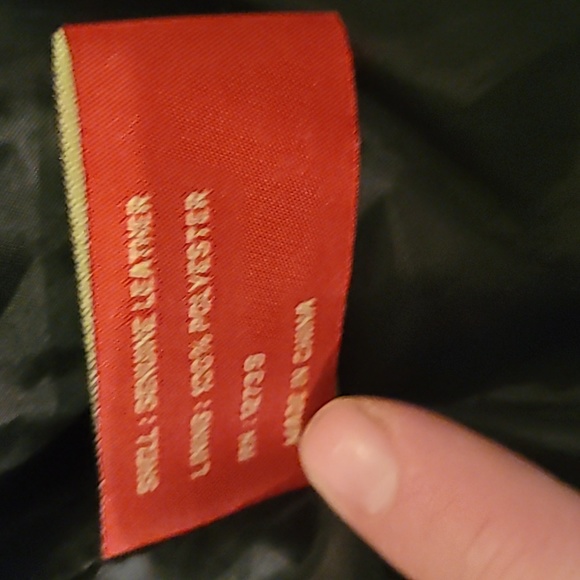 SHELL: GENUINE LEATHER
LINING: 100% POLYESTER
RN:
MADE IN CHINA